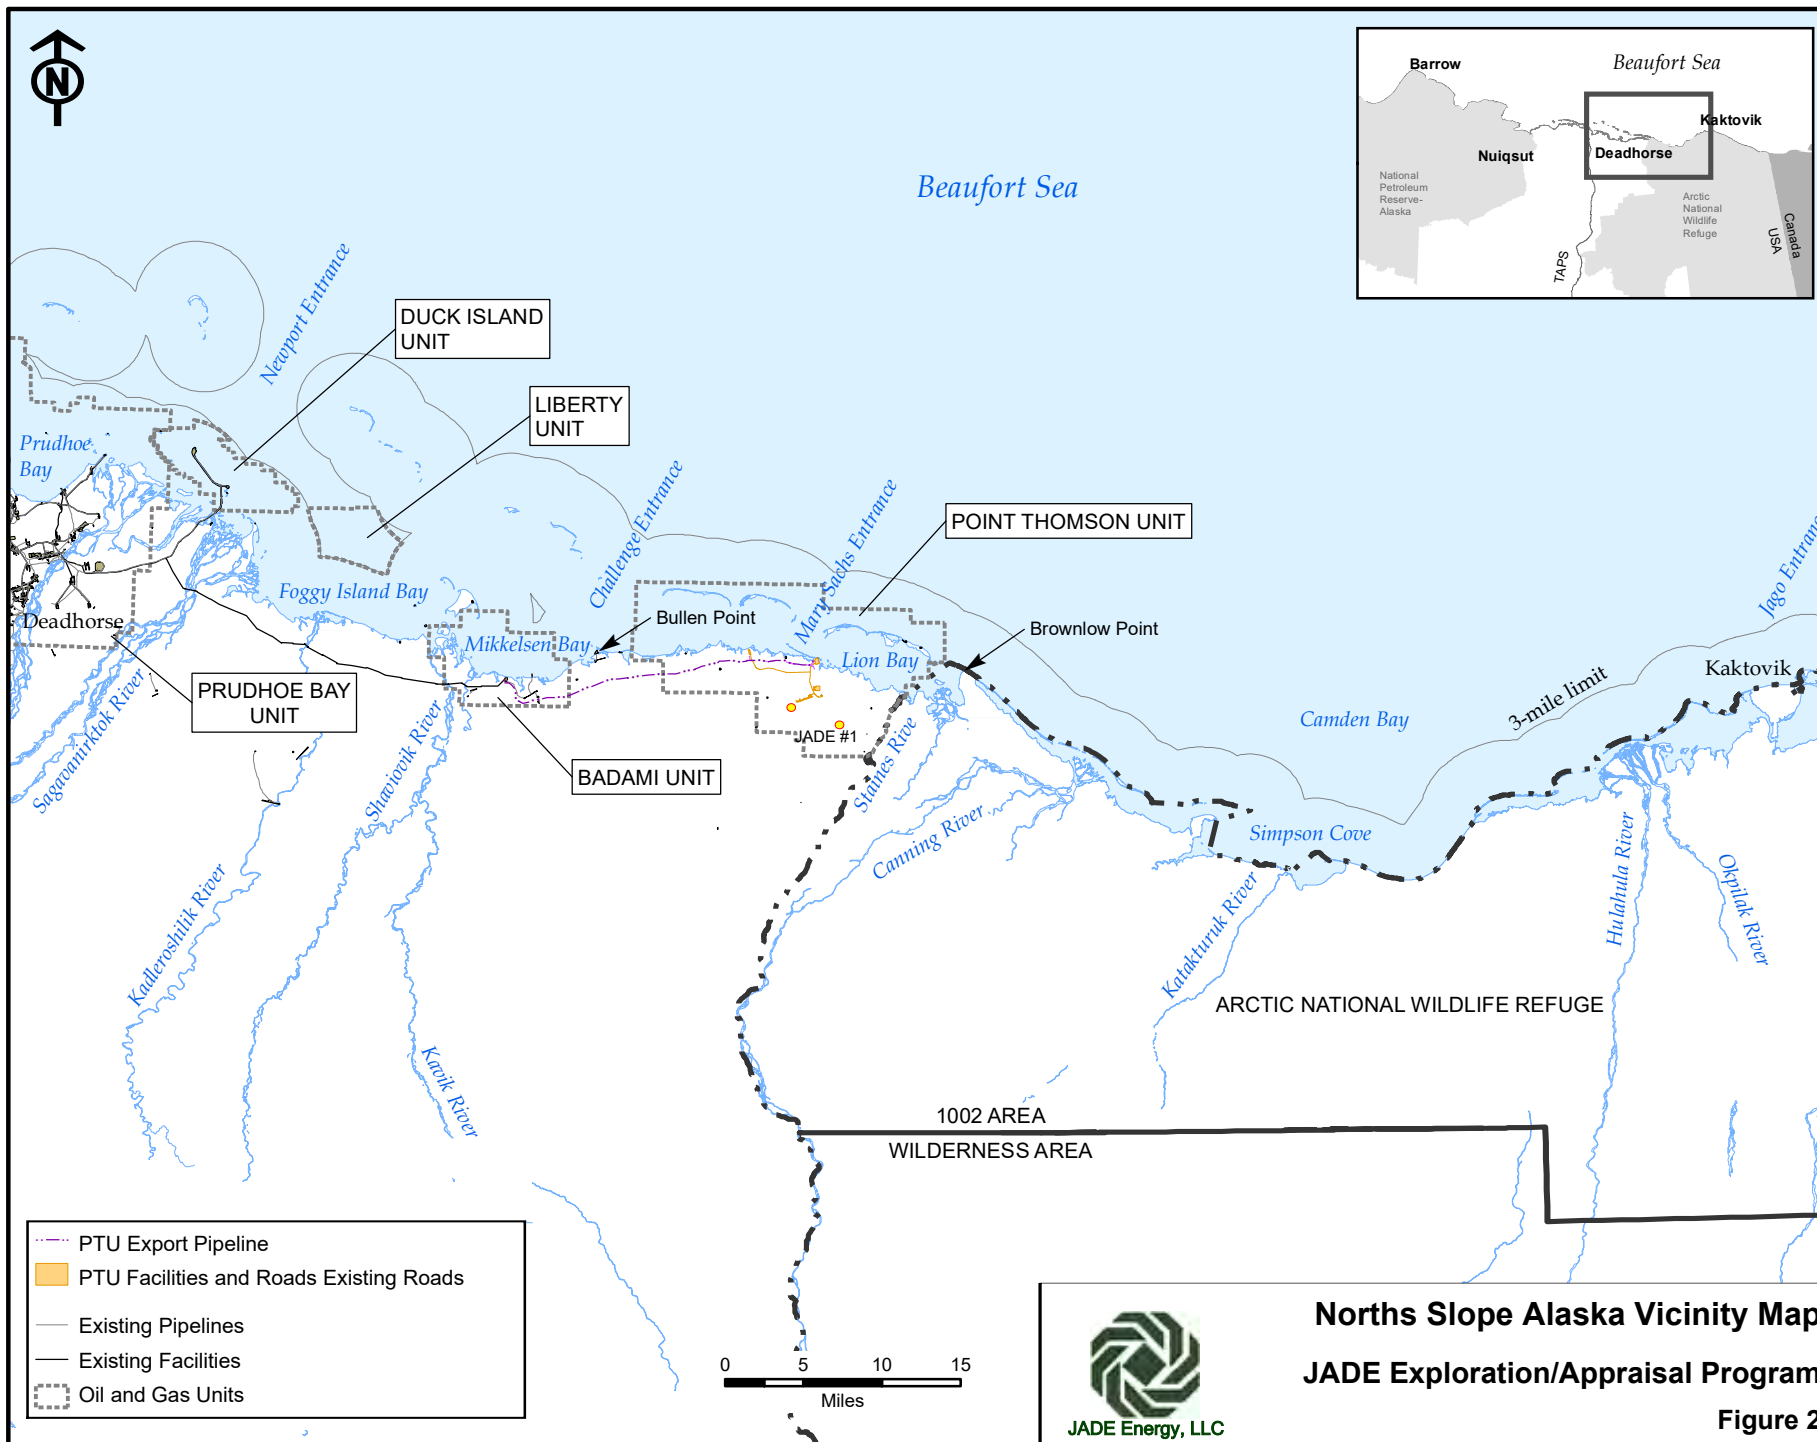 N
Barrow
Beaufort Sea
Kaktovik
Nuiqsut
Deadhorse
National
Petroleum
Reserve-
Alaska
Arctic
National
Wildlife
Refuge
Canada
USA
TAPS
Beaufort Sea
Newport Entrance
DUCK ISLAND
UNIT
LIBERTY
UNIT
Prudhoe
Bay
Challenge Entrance
Mary Sachs Entrance
POINT THOMSON UNIT
Jago Entranc
Foggy Island Bay
Deadhorse
Bullen Point
Brownlow Point
Mikkelsen Bay
Lion Bay
Kaktovik
PRUDHOE BAY
UNIT
Sagavanirktok River
Shaviovik River
BADAMI UNIT
JADE #1
Staines Rive
Camden Bay
3-mile limit
Canning River
Simpson Cove
Kadleroshilik River
Katakturuk River
Hulahula River
Okpilak River
ARCTIC NATIONAL WILDLIFE REFUGE
Kavik River
1002 AREA
WILDERNESS AREA
PTU Export Pipeline
PTU Facilities and Roads Existing Roads
Existing Pipelines
Existing Facilities
Oil and Gas Units
0 5 10 15
Miles
JADE Energy, LLC
Norths Slope Alaska Vicinity Map
JADE Exploration/Appraisal Program
Figure 2